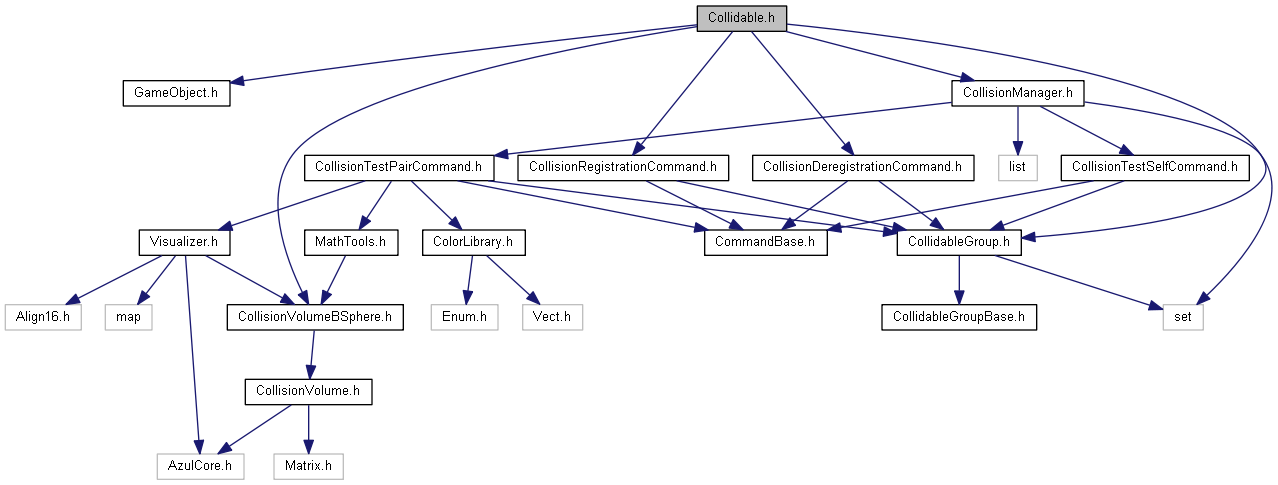 Collidable.h
GameObject.h
CollisionManager.h
CollisionTestPairCommand.h
CollisionRegistrationCommand.h
CollisionDeregistrationCommand.h
list
CollisionTestSelfCommand.h
Visualizer.h
MathTools.h
ColorLibrary.h
CommandBase.h
CollidableGroup.h
Align16.h
map
CollisionVolumeBSphere.h
Enum.h
Vect.h
CollidableGroupBase.h
set
CollisionVolume.h
AzulCore.h
Matrix.h